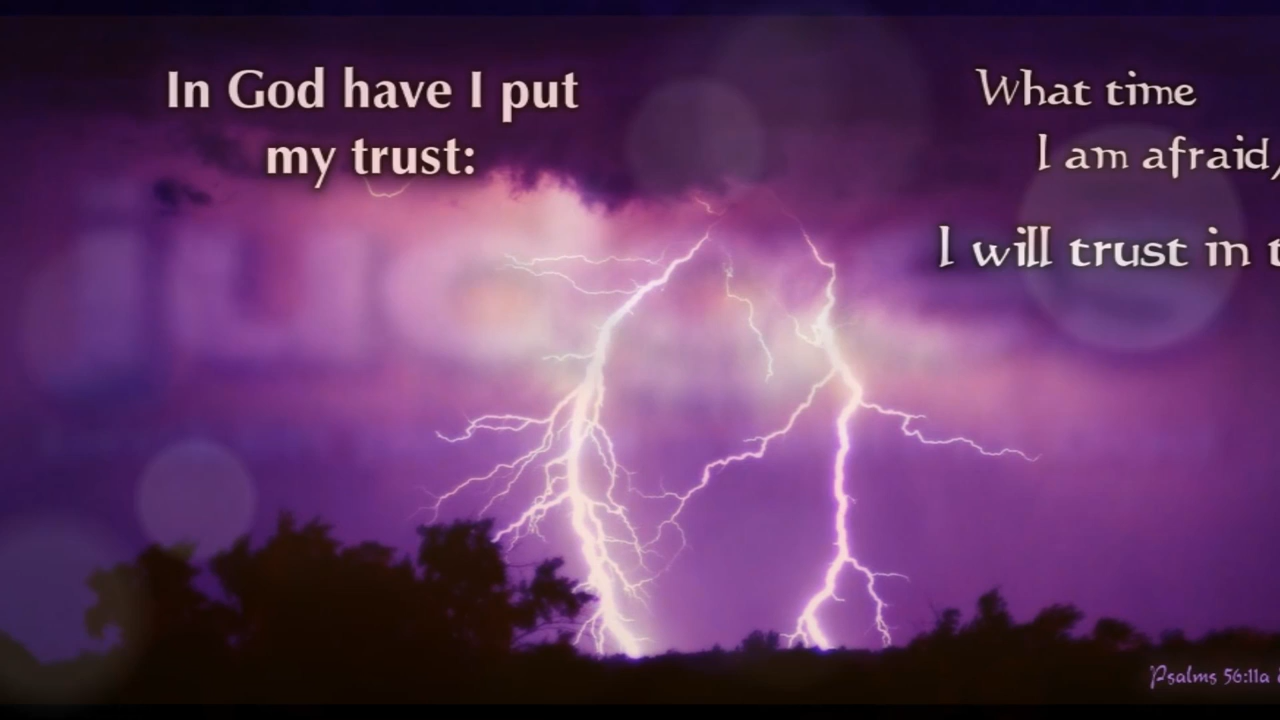 In God have I put
my trust:
What time
I am afraid,
I will trust in t
Psalms 56:11a